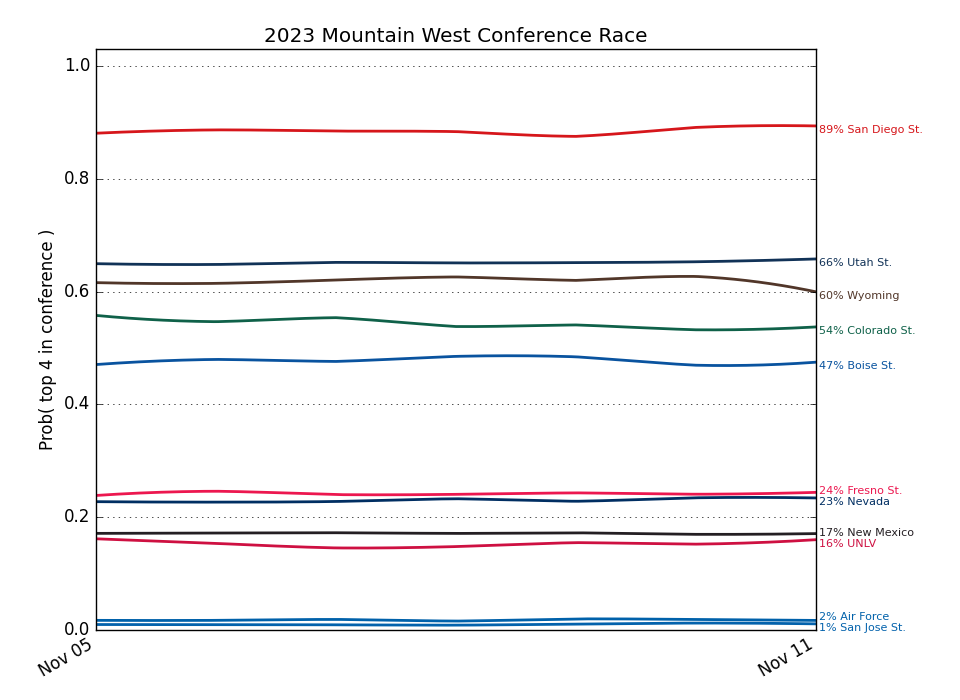 2023 Mountain West Conference Race
1.0
0.8
0.6
0.4
0.2
0.0
Prob( top 4 in conference )
Nov 05
Nov 11
89% San Diego St.
66% Utah St.
60% Wyoming
54% Colorado St.
47% Boise St.
24% Fresno St.
23% Nevada
17% New Mexico
16% UNLV
2% Air Force
1% San Jose St.